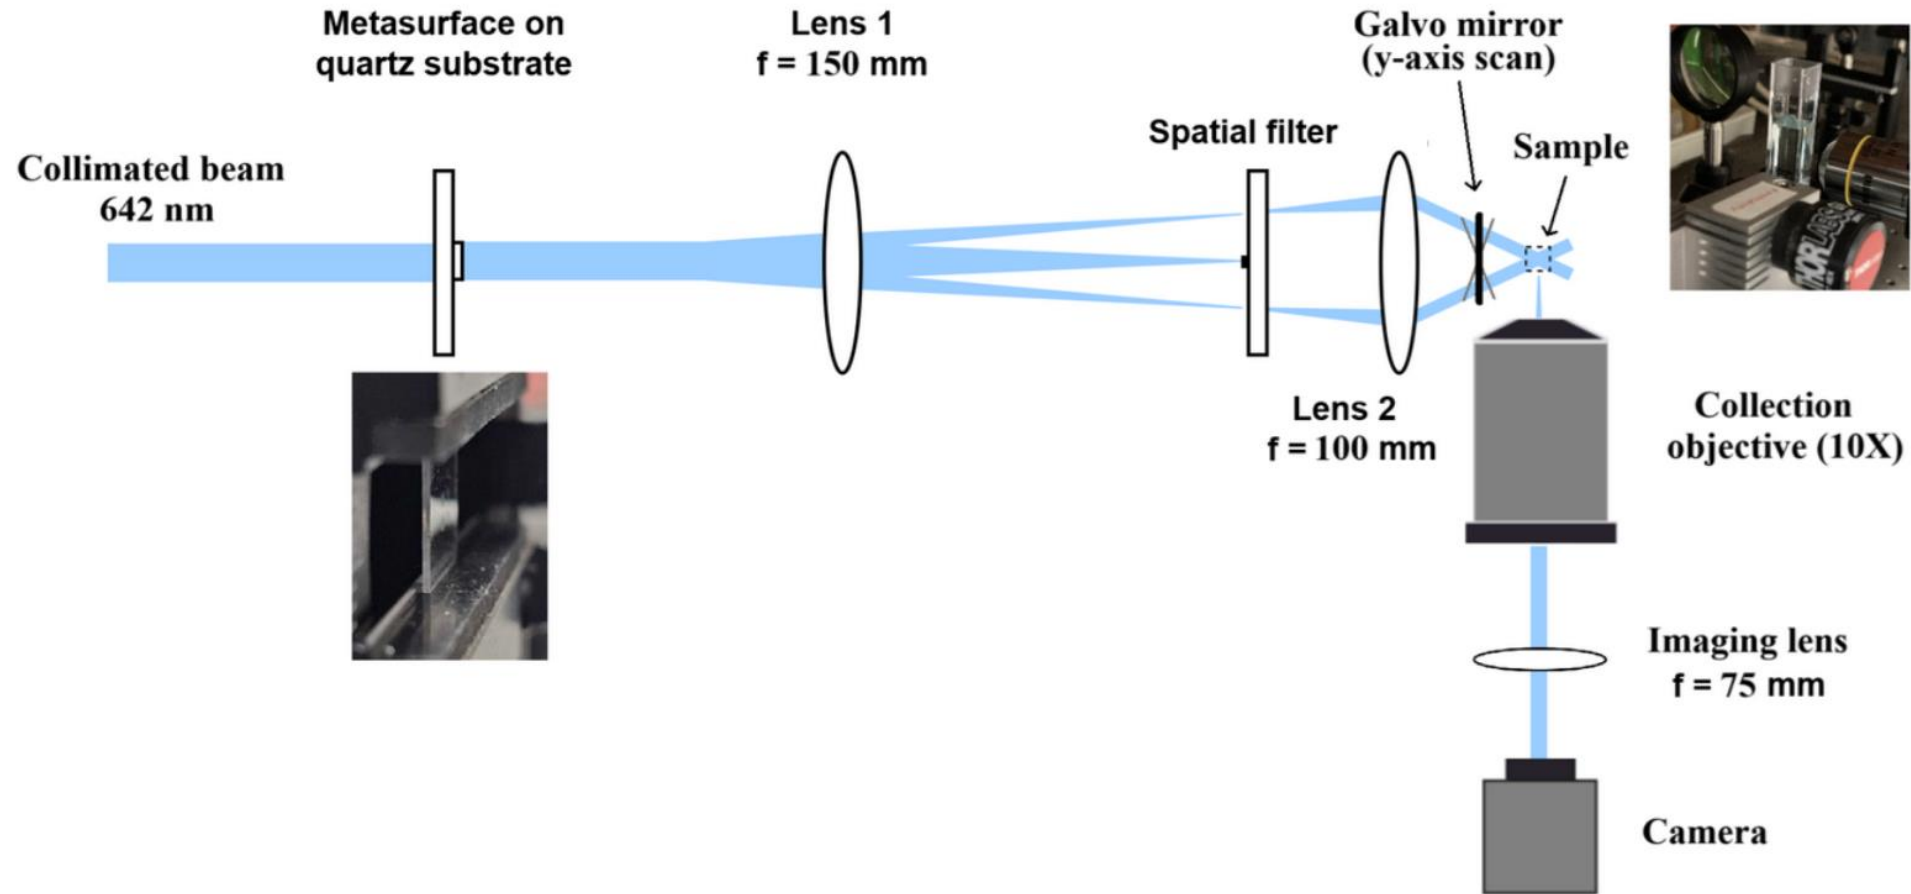 Metasurface on
quartz substrate
Lens 1
f = 150 mm
Galvo mirror
(y-axis scan)
Spatial filter
Sample
Collimated beam
642 nm
THORLABS
Lens 2
f = 100 mm
Collection
objective (10X)
Imaging lens
f = 75 mm
Camera